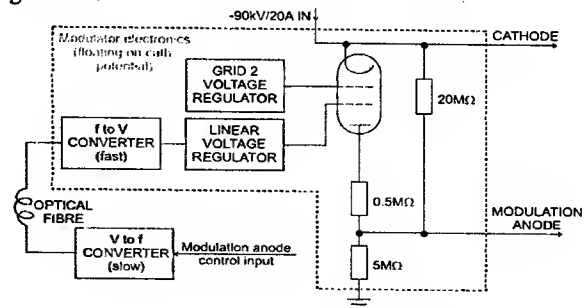 -90kV/20A IN
CATHODE
Modulator electronics
(floating on cath
potential)
GRID 2
VOLTAGE
REGULATOR
20MΩ
f to V
CONVERTER
(fast)
LINEAR
VOLTAGE
REGULATOR
OPTICAL
FIBRE
0.5MΩ
MODULATION
ANODE
V to f
CONVERTER
(slow)
Modulation anode
control input
5MΩ